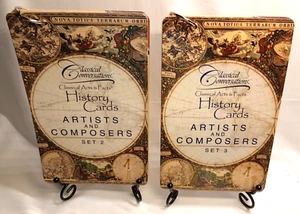 NOVA TOTIUS TERRARUM ORBIS
Classical Conversations
Classical Acts & Facts
History
Cards
ARTISTS
AND
COMPOSERS
SET 2
NOVA TOTIUS TERRARUM ORBIS
Classical Conversations
Classical Acts & Facts
History
Cards
ARTISTS
AND
COMPOSERS
SET 3